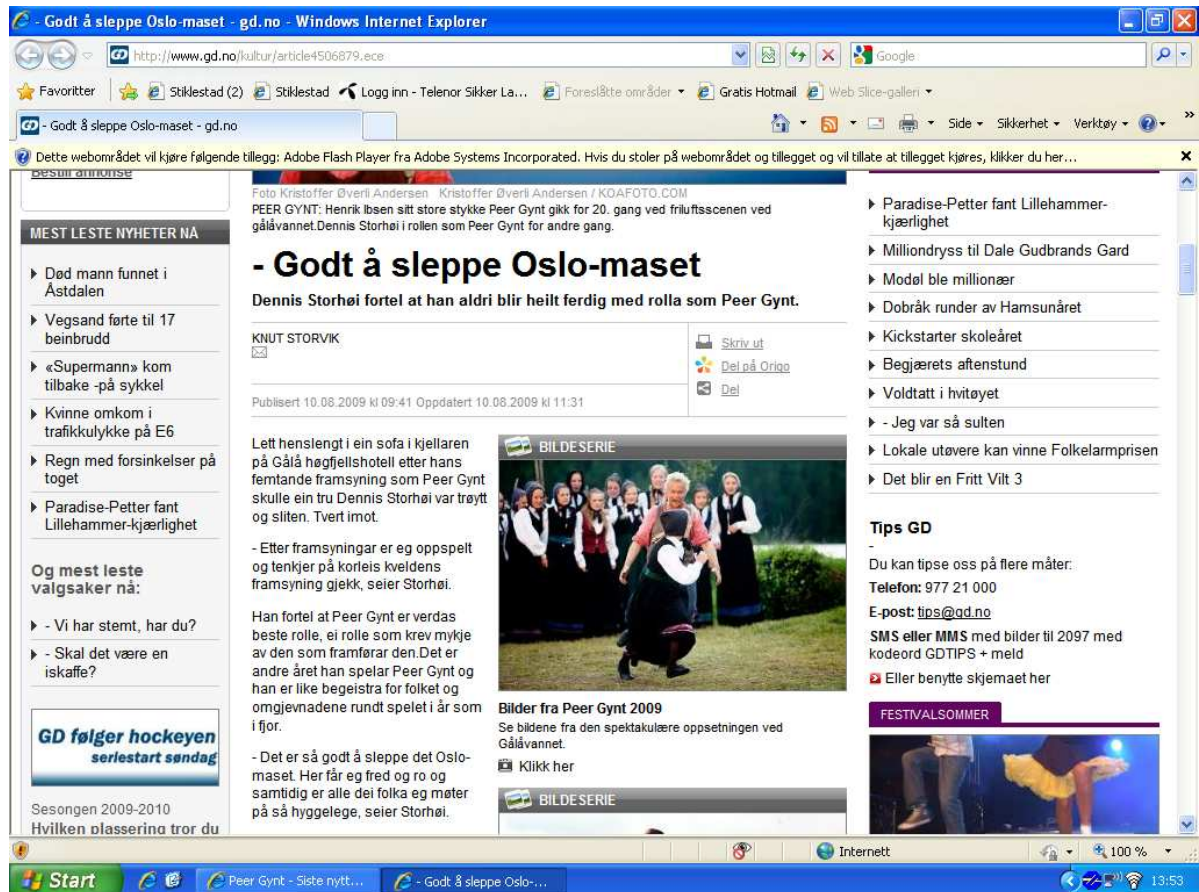 - Godt å sleppe Oslo-maset - gd.no - Windows Internet Explorer
http://www.gd.no/kultur/article4506879.ece
Google
Favoritter
Stiklestad (2)
Stiklestad
Logg inn - Telenor Sikker La...
Foreslåtte områder
Gratis Hotmail
Web Slice-galleri
- Godt å sleppe Oslo-maset - gd.no
Side
Sikkerhet
Verktøy
Dette webområdet vil kjøre følgende tillegg: Adobe Flash Player fra Adobe Systems Incorporated. Hvis du stoler på webområdet og tillegget og vil tillate at tillegget kjøres, klikker du her...
Bestill annonse
MEST LESTE NYHETER NÅ
Død mann funnet i
Åstdalen
Vegsand førte til 17
beinbrudd
«Supermann» kom
tilbake -på sykkel
Kvinne omkom i
trafikkulykke på E6
Regn med forsinkelser på
toget
Paradise-Petter fant
Lillehammer-kjærlighet
Og mest leste
valgsaker nå:
- Vi har stemt, har du?
- Skal det være en
iskaffe?
GD følger hockeyen
seriestart søndag
Sesongen 2009-2010
Hvilken plassering tror du
Foto Kristoffer Øverli Andersen Kristoffer Øverli Andersen / KOAFOTO.COM
PEER GYNT: Henrik Ibsen sitt store stykke Peer Gynt gikk for 20. gang ved friluftsscenen ved
gålåvannet.Dennis Storhøi i rollen som Peer Gynt for andre gang.
- Godt å sleppe Oslo-maset
Dennis Storhøi fortel at han aldri blir heilt ferdig med rolla som Peer Gynt.
KNUT STORVIK
Skriv ut
Del på Origo
Del
Publisert 10.08.2009 kl 09:41 Oppdatert 10.08.2009 kl 11:31
Lett henslengt i ein sofa i kjellaren
på Gålå høgfjellshotell etter hans
femtande framsyning som Peer Gynt
skulle ein tru Dennis Storhøi var trøytt
og sliten. Tvert imot.
- Etter framsyningar er eg oppspelt
og tenkjer på korleis kveldens
framsyning gjekk, seier Storhøi.
Han fortel at Peer Gynt er verdas
beste rolle, ei rolle som krev mykje
av den som framførar den.Det er
andre året han spelar Peer Gynt og
han er like begeistra for folket og
omgjevnadene rundt spelet i år som
i fjor.
- Det er så godt å sleppe det Oslo-
maset. Her får eg fred og ro og
samtidig er alle dei folka eg møter
på så hyggelege, seier Storhøi.
BILDESERIE
Bilder fra Peer Gynt 2009
Se bildene fra den spektakulære oppsetningen ved
Gålåvannet.
Klikk her
BILDESERIE
Paradise-Petter fant Lillehammer-
kjærlighet
Milliondryss til Dale Gudbrands Gard
Modøl ble millionær
Dobråk runder av Hamsunåret
Kickstarter skoleåret
Begjærets aftenstund
Voldtatt i hvitøyet
- Jeg var så sulten
Lokale utøvere kan vinne Folkelarmprisen
Det blir en Fritt Vilt 3
Tips GD
-
Du kan tipse oss på flere måter:
Telefon: 977 21 000
E-post: tips@gd.no
SMS eller MMS med bilder til 2097 med
kodeord GDTIPS + meld
Eller benytte skjemaet her
FESTIVALSOMMER
Internett
100 %
Start
Peer Gynt - Siste nytt...
- Godt å sleppe Oslo-...
13:53